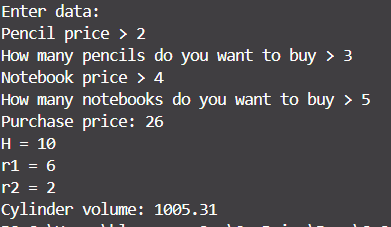 Enter data:
Pencil price > 2
How many pencils do you want to buy > 3
Notebook price > 4
How many notebooks do you want to buy > 5
Purchase price: 26
H = 10
r1 = 6
r2 = 2
Cylinder volume: 1005.31